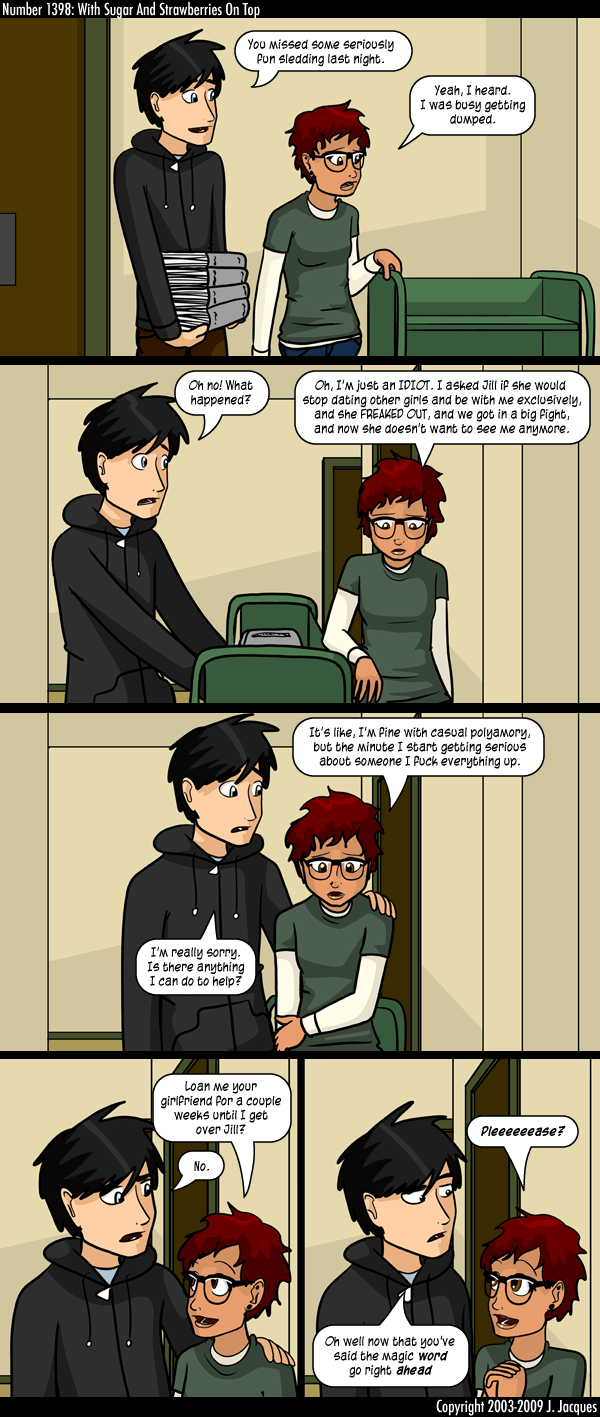 Number 1398: With Sugar And Strawberries On Top
You missed some seriously
fun sledding last night.
Yeah, I heard.
I was busy getting
dumped.
Oh no! What
happened?
Oh, I'm just an IDIOT. I asked Jill if she would
stop dating other girls and be with me exclusively,
and she FREAKED OUT, and we got in a big fight,
and now she doesn't want to see me anymore.
It's like, I'm fine with casual polyamory,
but the minute I start getting serious
about someone I fuck everything up.
I'm really sorry.
Is there anything
I can do to help?
Loan me your
girlfriend for a couple
weeks until I get
over Jill?
No.
Pleeeeeease?
Oh well now that you've
said the magic word
go right ahead
Copyright 2003-2009 J. Jacques